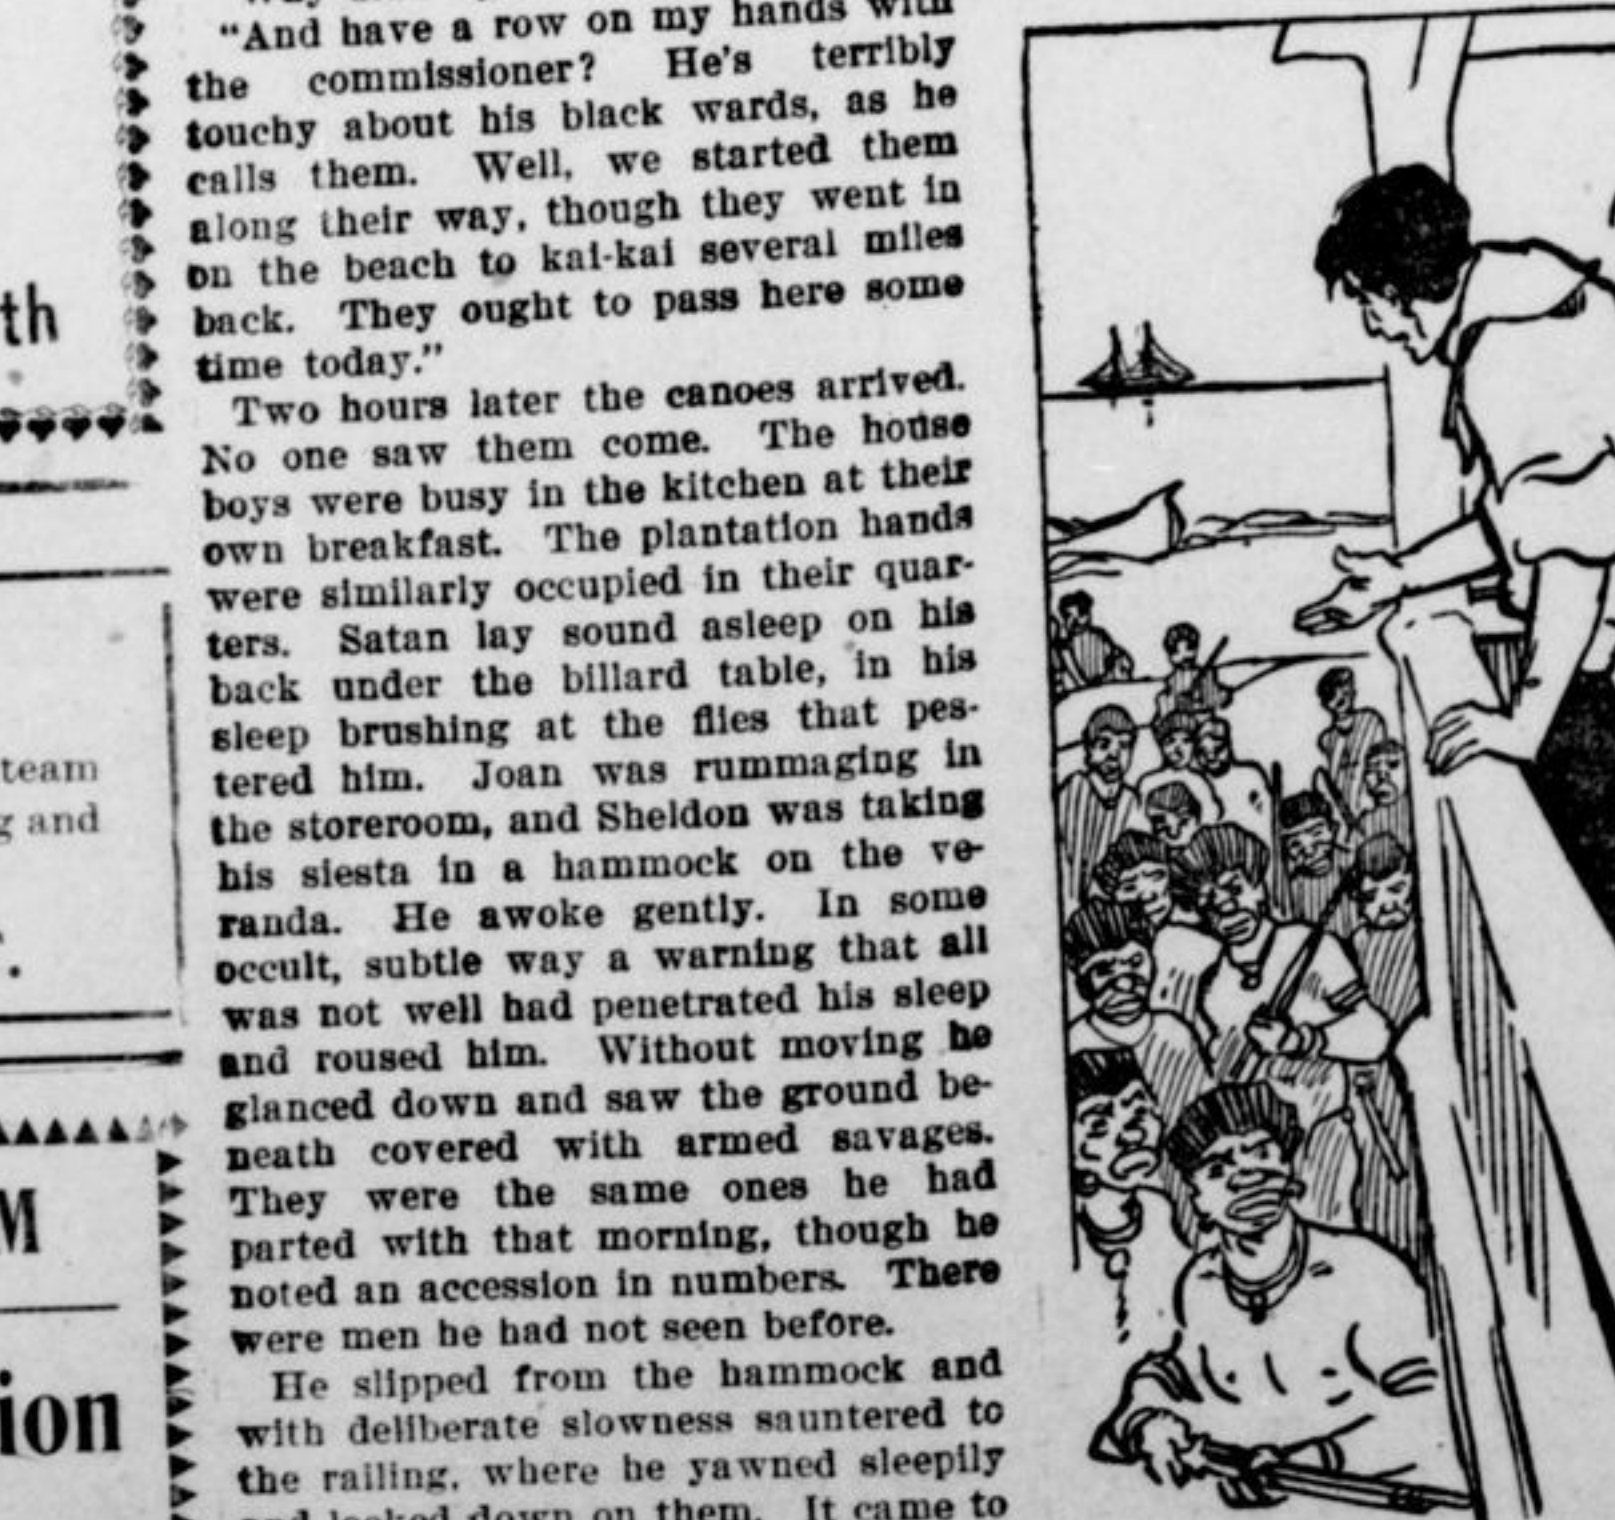 th
team
g and
M
ion
"And have a row on my hands with
the commissioner? He's terribly
touchy about his black wards, as he
calls them. Well, we started them
along their way, though they went in
on the beach to kai-kai several miles
back. They ought to pass here some
time today."
Two hours later the canoes arrived.
No one saw them come. The house
boys were busy in the kitchen at their
own breakfast. The plantation hands
were similarly occupied in their quar-
ters. Satan lay sound asleep on his
back under the billard table, in his
sleep brushing at the flies that pes-
tered him. Joan was rummaging in
the storeroom, and Sheldon was taking
his siesta in a hammock on the ve-
randa. He awoke gently. In some
occult, subtle way a warning that all
was not well had penetrated his sleep
and roused him. Without moving he
glanced down and saw the ground be-
neath covered with armed savages.
They were the same ones he had
parted with that morning, though he
noted an accession in numbers. There
were men he had not seen before.
He slipped from the hammock and
with deliberate slowness sauntered to
the railing, where he yawned sleepily
and looked down on them. It came to